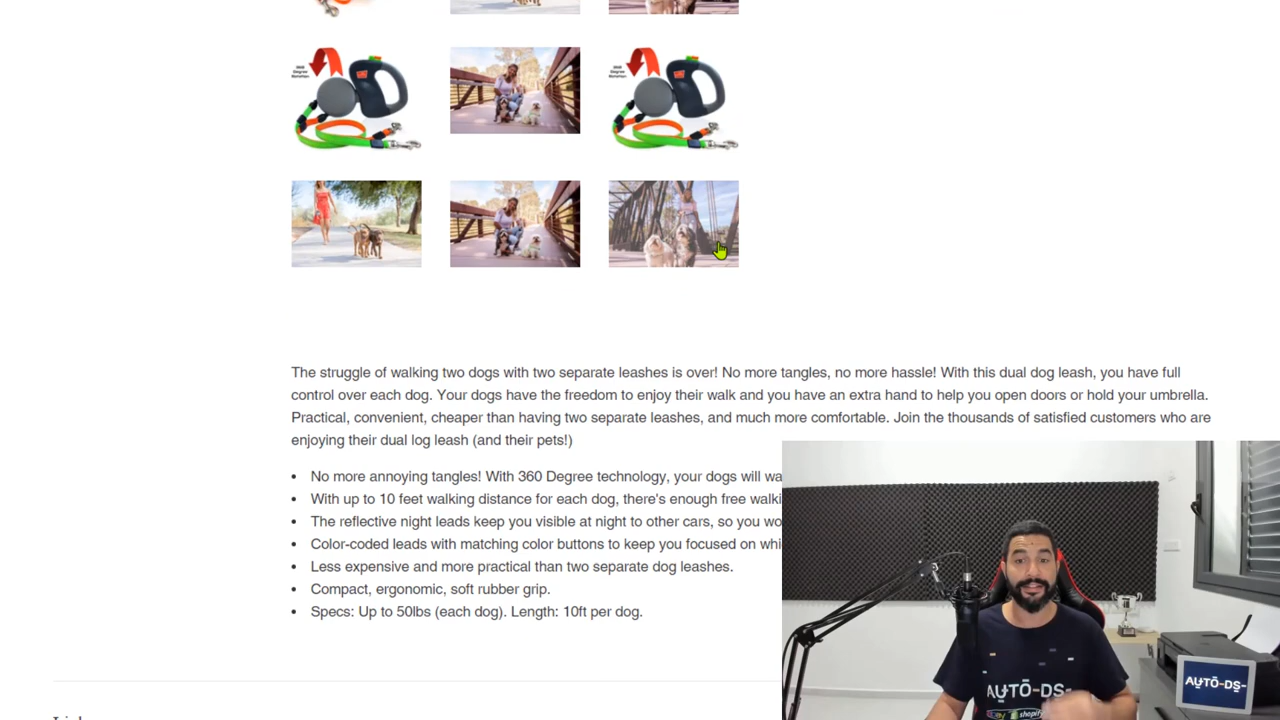 The struggle of walking two dogs with two separate leashes is over! No more tangles, no more hassle! With this dual dog leash, you have full
control over each dog. Your dogs have the freedom to enjoy their walk and you have an extra hand to help you open doors or hold your umbrella.
Practical, convenient, cheaper than having two separate leashes, and much more comfortable. Join the thousands of satisfied customers who are
enjoying their dual log leash (and their pets!)
• No more annoying tangles! With 360 Degree technology, your dogs will wa
• With up to 10 feet walking distance for each dog, there's enough free walki
• The reflective night leads keep you visible at night to other cars, so you wo
• Color-coded leads with matching color buttons to keep you focused on whi
• Less expensive and more practical than two separate dog leashes.
• Compact, ergonomic, soft rubber grip.
• Specs: Up to 50lbs (each dog). Length: 10ft per dog.
AUTO-DS-
shopify
AUTO-DS-